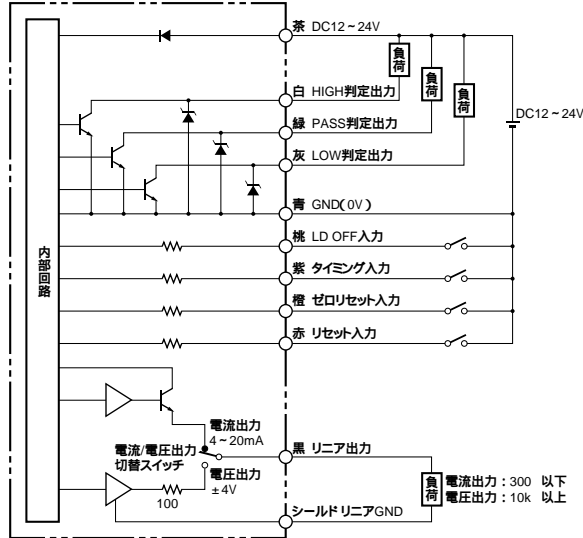 茶 DC12~24V
負荷
負荷
負荷
白 HIGH判定出力
DC12~24V
緑 PASS判定出力
灰 LOW判定出力
青 GND(0V)
内部回路
桃 LD OFF入力
紫 タイミング入力
橙 ゼロリセット入力
赤 リセット入力
電流出力
4~20mA
電流/電圧出力
切替スイッチ
黒 リニア出力
電圧出力
±4V
100
負荷
電流出力:300 以下
電圧出力:10k 以上
シールド リニアGND